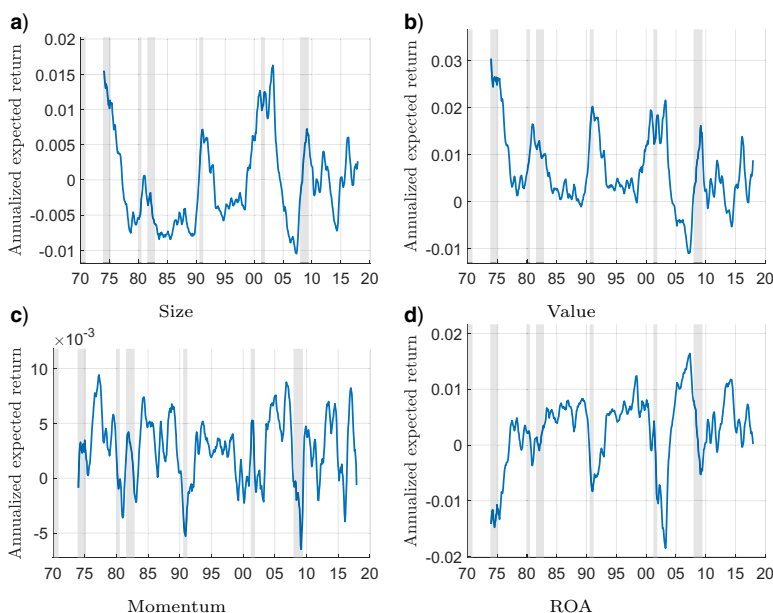 a)
Annualized expected return
0.02
0.015
0.01
0.005
0
-0.005
-0.01
70 75 80 85 90 95 00 05 10 15 20
Size
b)
Annualized expected return
0.03
0.02
0.01
0
-0.01
70 75 80 85 90 95 00 05 10 15 20
Value
c)
×10⁻³
Annualized expected return
10
5
0
-5
70 75 80 85 90 95 00 05 10 15 20
Momentum
d)
Annualized expected return
0.02
0.01
0
-0.01
-0.02
70 75 80 85 90 95 00 05 10 15 20
ROA